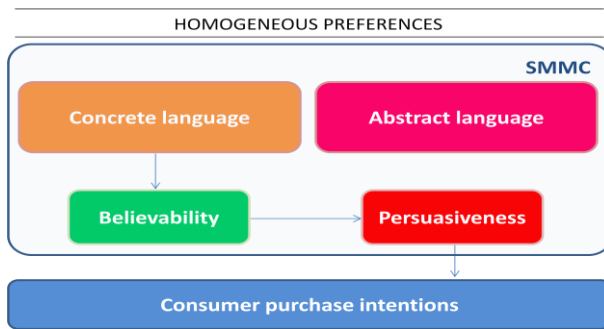 HOMOGENEOUS PREFERENCES
SMMC
Concrete language
Abstract language
Believability
Persuasiveness
Consumer purchase intentions